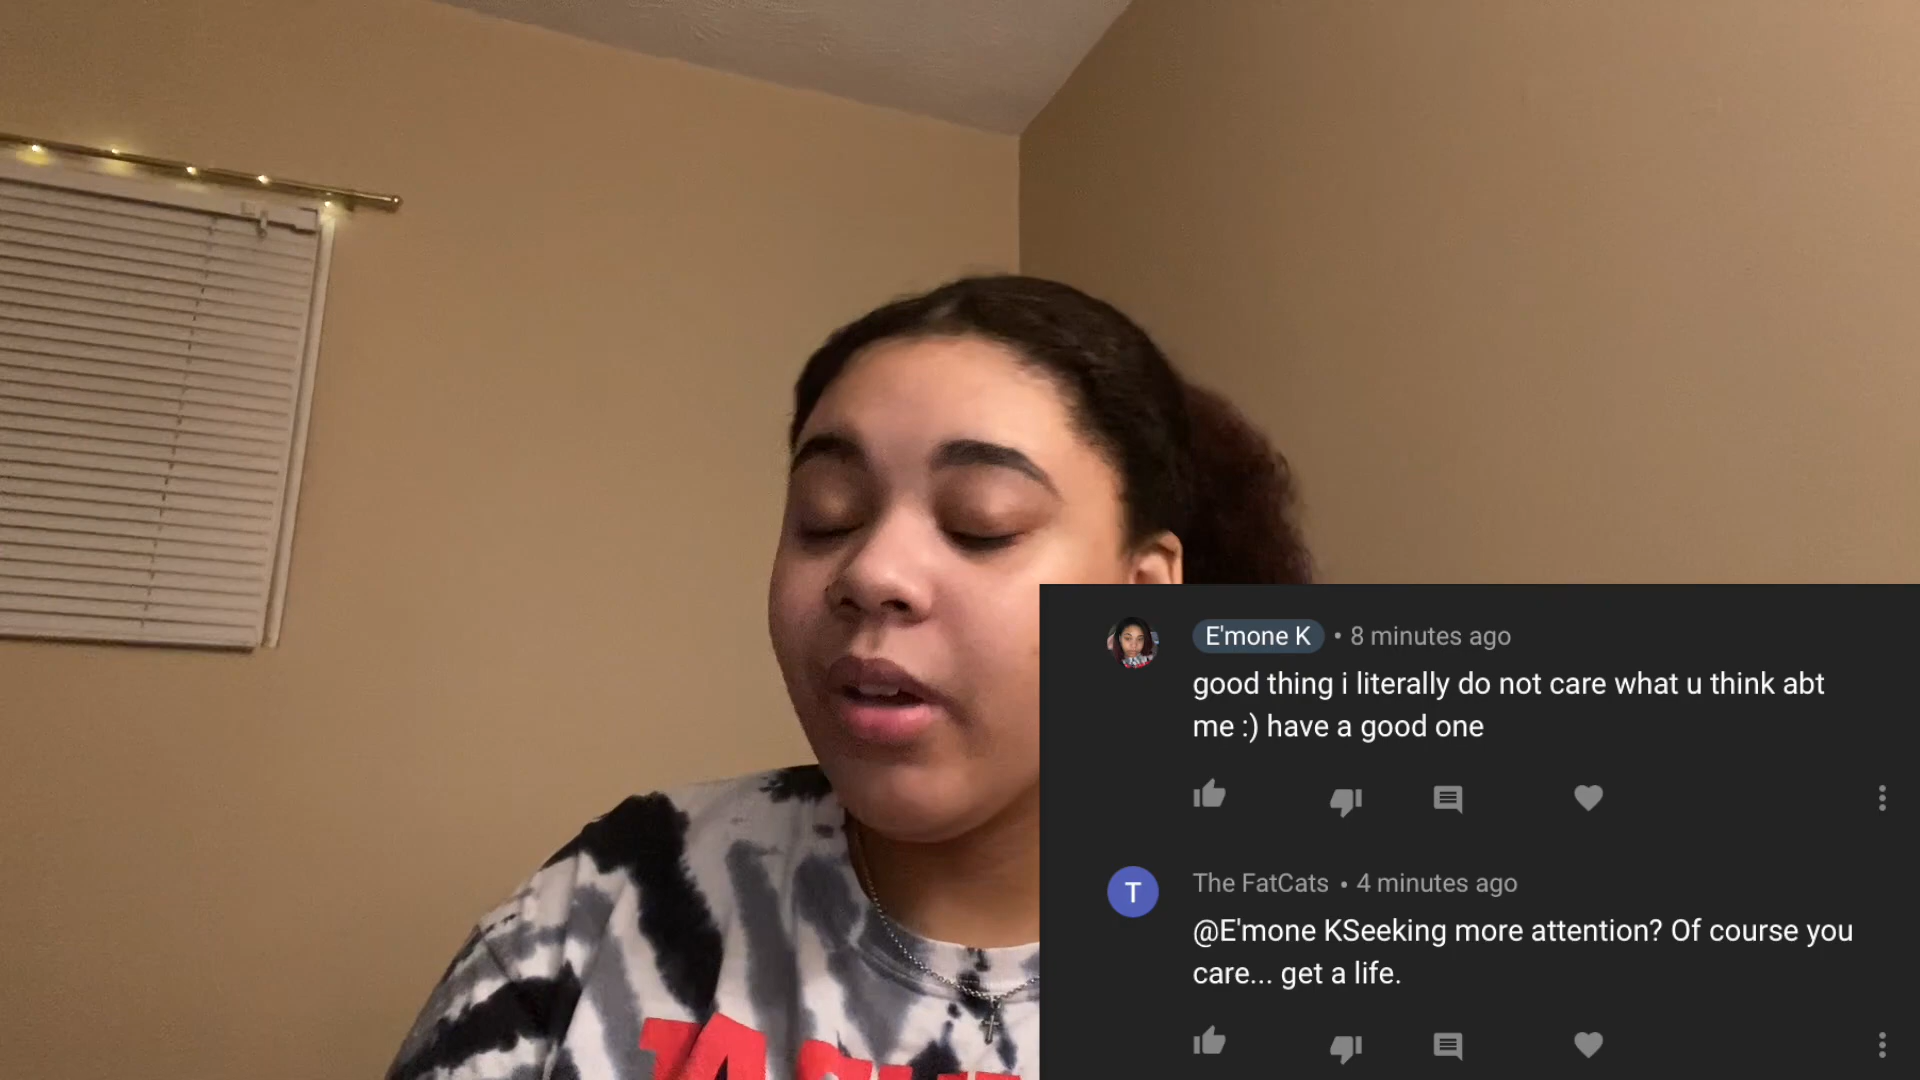 E'mone K • 8 minutes ago
good thing i literally do not care what u think abt
me :) have a good one
T
The FatCats • 4 minutes ago
@E'mone KSeeking more attention? Of course you
care... get a life.